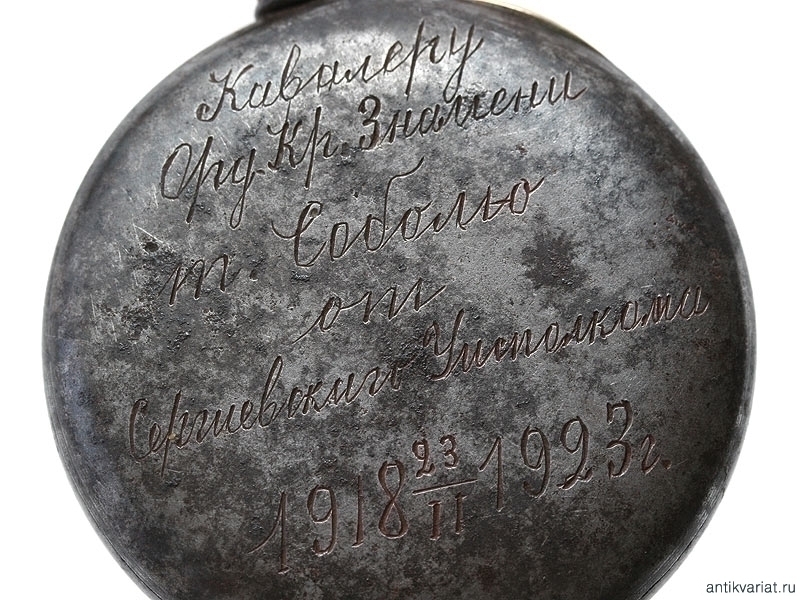 Кавалеру
Орд. Кр. Знамени
т. Соболю
от
Сергиевского Уисполкома
1918 23/II 1923 г.
antikvariat.ru